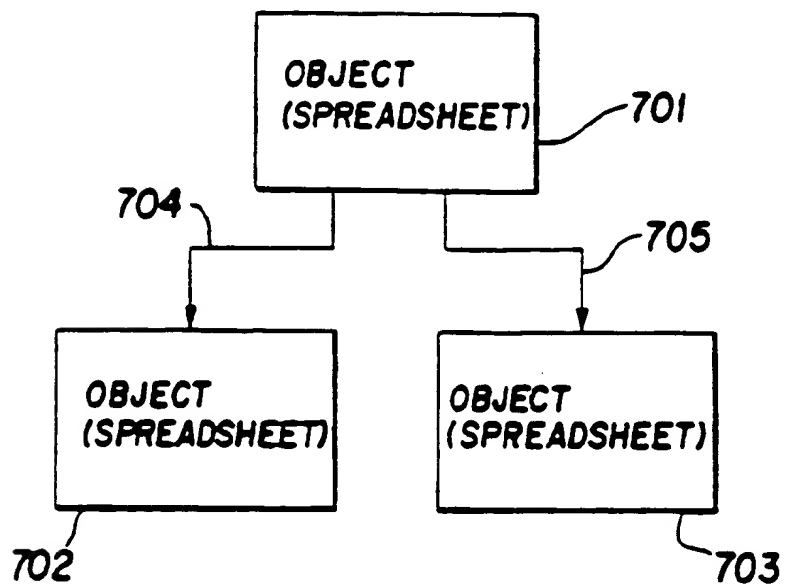 OBJECT
(SPREADSHEET)
701
704
705
OBJECT
(SPREADSHEET)
OBJECT
(SPREADSHEET)
702
703